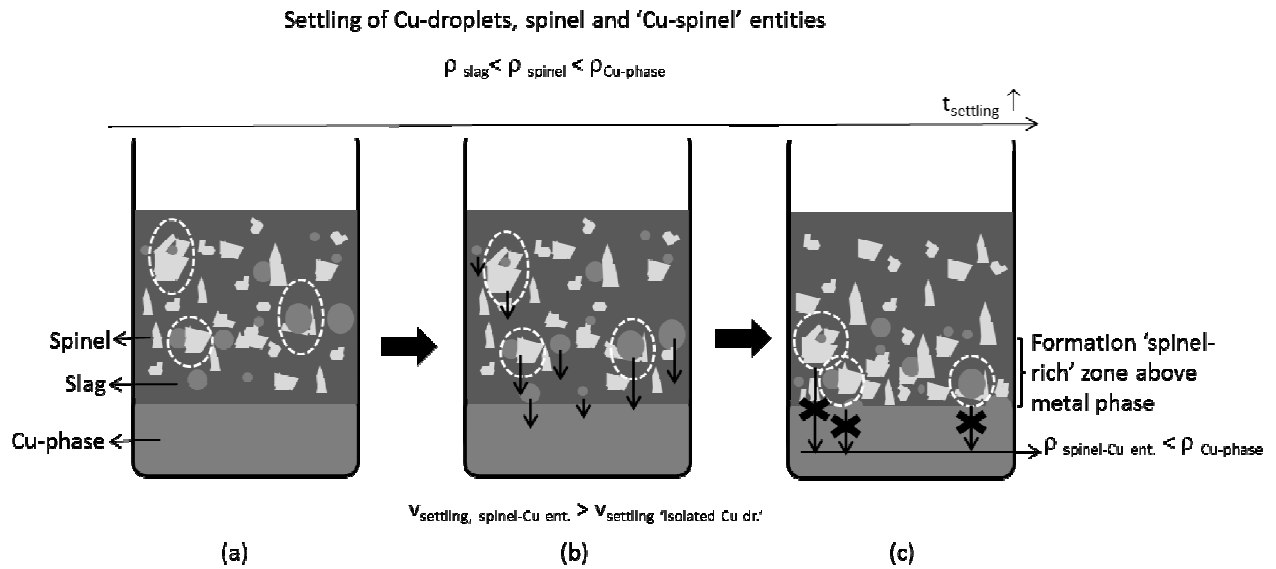 Settling of Cu-droplets, spinel and ‘Cu-spinel’ entities
ρ slag< ρ spinel < ρCu-phase
tsettling ↑
Spinel
Slag
Cu-phase
Formation ‘spinel-
rich’ zone above
metal phase
ρ spinel-Cu ent. < ρ Cu-phase
vsettling, spinel-Cu ent. > vsettling ‘isolated Cu dr.’
(a)
(b)
(c)